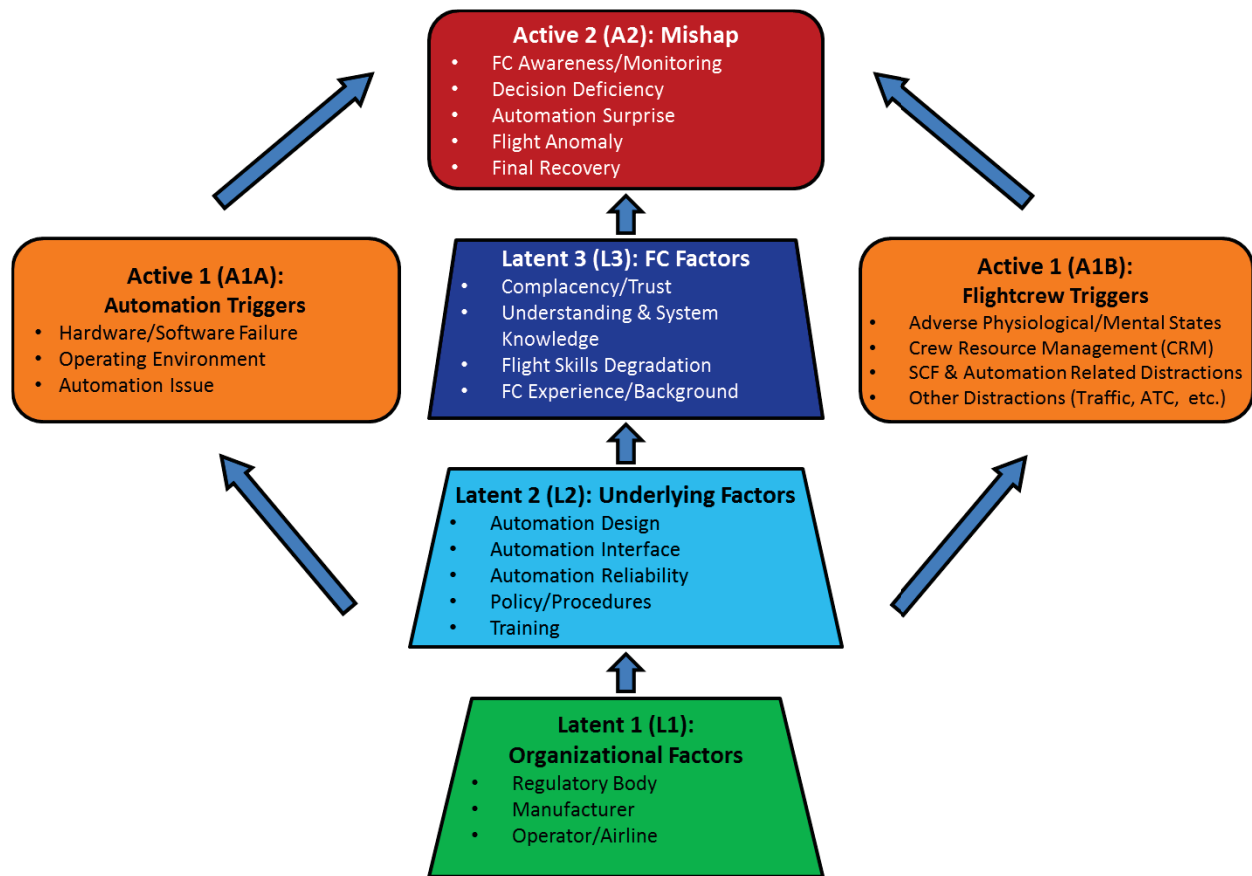 Active 2 (A2): Mishap
• FC Awareness/Monitoring
• Decision Deficiency
• Automation Surprise
• Flight Anomaly
• Final Recovery
Active 1 (A1A):
Automation Triggers
• Hardware/Software Failure
• Operating Environment
• Automation Issue
Latent 3 (L3): FC Factors
• Complacency/Trust
• Understanding & System
Knowledge
• Flight Skills Degradation
• FC Experience/Background
Active 1 (A1B):
Flightcrew Triggers
• Adverse Physiological/Mental States
• Crew Resource Management (CRM)
• SCF & Automation Related Distractions
• Other Distractions (Traffic, ATC, etc.)
Latent 2 (L2): Underlying Factors
• Automation Design
• Automation Interface
• Automation Reliability
• Policy/Procedures
• Training
Latent 1 (L1):
Organizational Factors
• Regulatory Body
• Manufacturer
• Operator/Airline